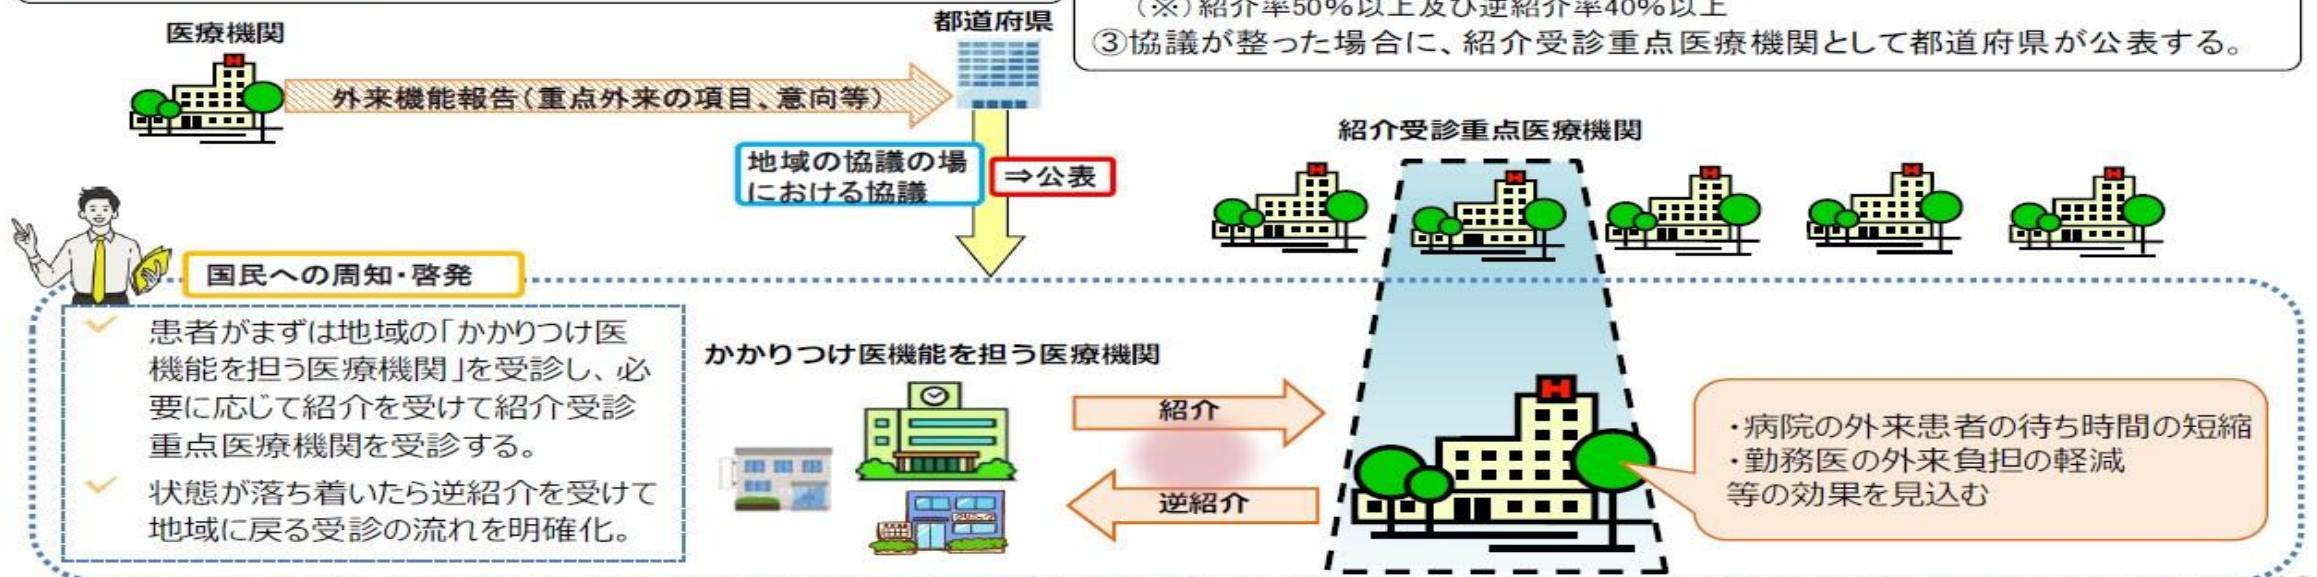 (※)紹介率50%以上及び逆紹介率40%以上
③協議が整った場合に、紹介受診重点医療機関として都道府県が公表する。
医療機関
都道府県
外来機能報告(重点外来の項目、意向等)
地域の協議の場
における協議
⇒公表
紹介受診重点医療機関
国民への周知・啓発
患者がまずは地域の「かかりつけ医
機能を担う医療機関」を受診し、必
要に応じて紹介を受けて紹介受診
重点医療機関を受診する。
状態が落ち着いたら逆紹介を受けて
地域に戻る受診の流れを明確化。
かかりつけ医機能を担う医療機関
紹介
逆紹介
・病院の外来患者の待ち時間の短縮
・勤務医の外来負担の軽減
等の効果を見込む
H
H
H
H
H
H
H